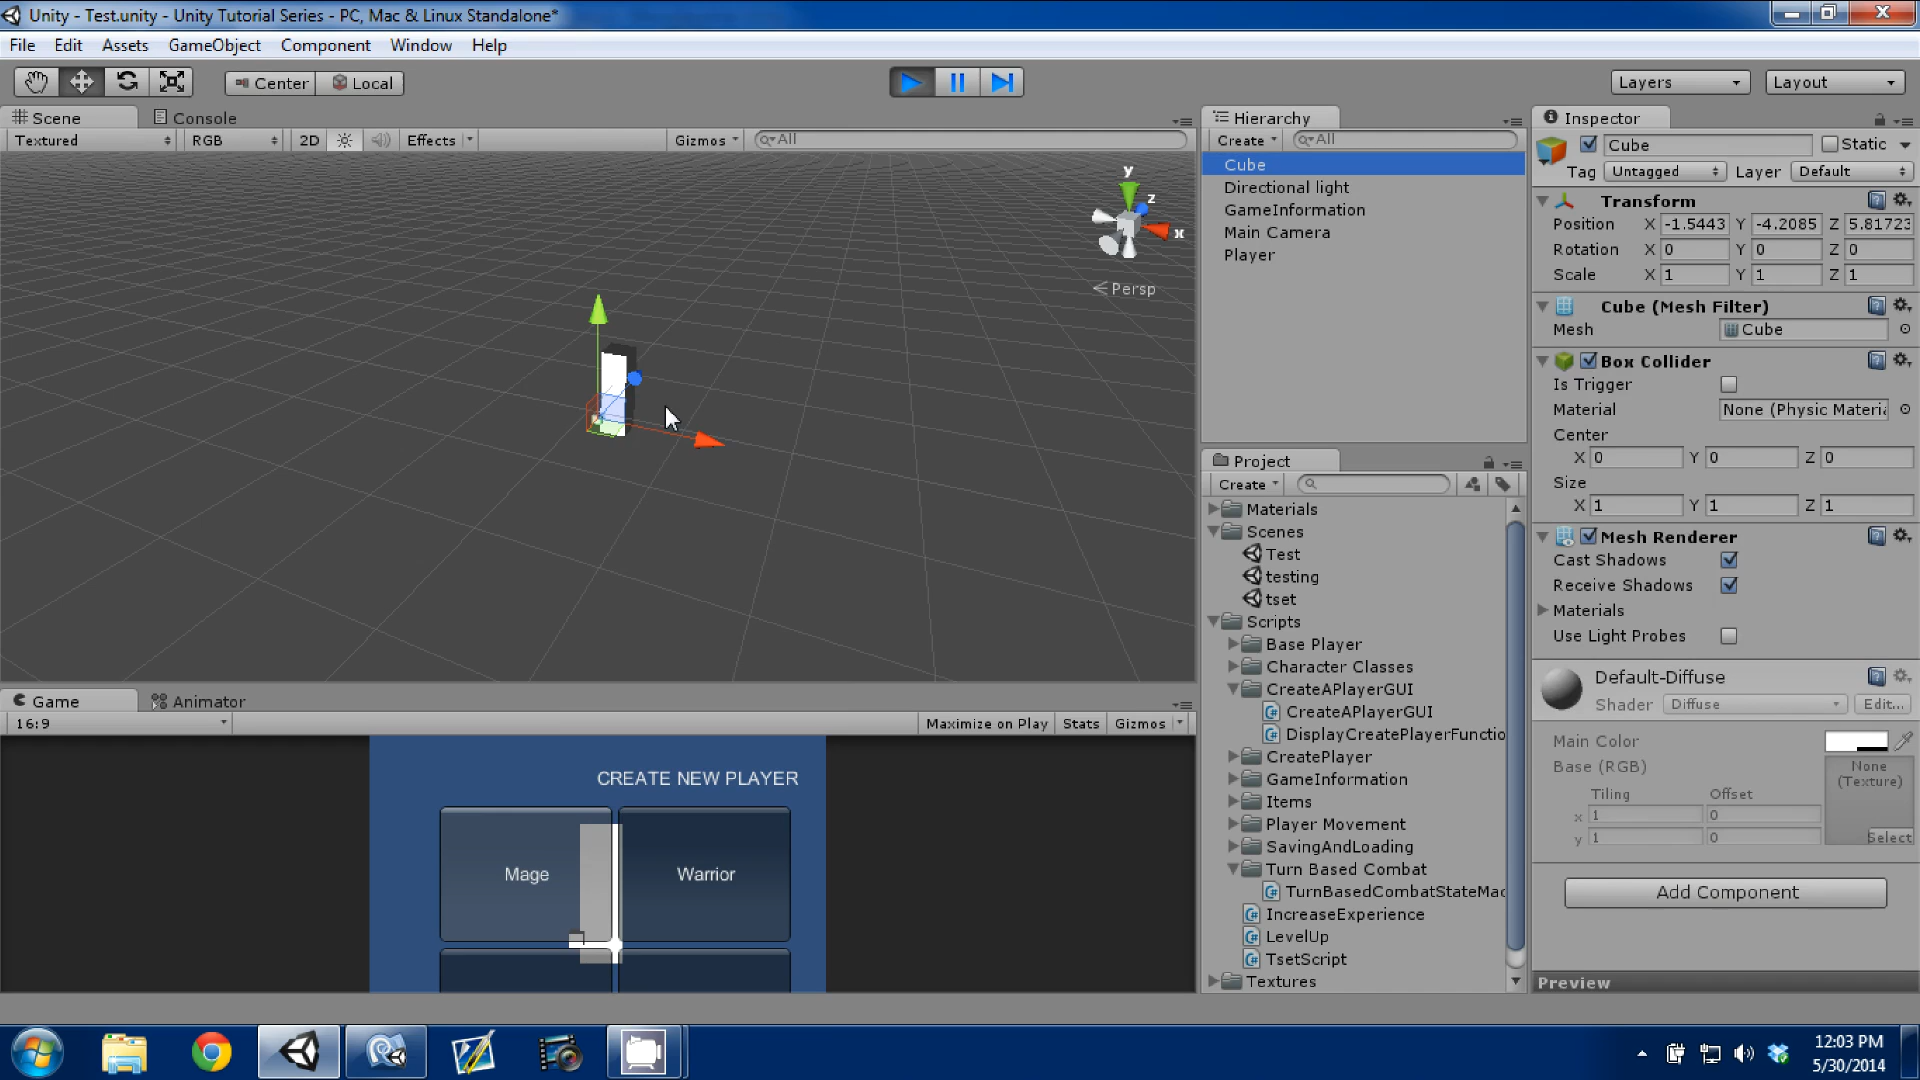 Unity - Test.unity - Unity Tutorial Series - PC, Mac & Linux Standalone*
File Edit Assets GameObject Component Window Help
Center Local Layers Layout
Scene Console
Textured RGB 2D Effects Gizmos All
y
z
x
Persp
Hierarchy
Create All
Cube
Directional light
GameInformation
Main Camera
Player
Project
Create
Materials
Scenes
Test
testing
tset
Scripts
Base Player
Character Classes
CreateAPlayerGUI
CreateAPlayerGUI
DisplayCreatePlayerFunctio
CreatePlayer
GameInformation
Items
Player Movement
SavingAndLoading
Turn Based Combat
TurnBasedCombatStateMac
IncreaseExperience
LevelUp
TsetScript
Textures
Inspector
Cube Static
Tag Untagged Layer Default
Transform
Position X -1.5443 Y -4.2085 Z 5.81723
Rotation X 0 Y 0 Z 0
Scale X 1 Y 1 Z 1
Cube (Mesh Filter)
Mesh Cube
Box Collider
Is Trigger
Material None (Physic Materia
Center
X 0 Y 0 Z 0
Size
X 1 Y 1 Z 1
Mesh Renderer
Cast Shadows
Receive Shadows
Materials
Use Light Probes
Default-Diffuse
Shader Diffuse Edit...
Main Color
Base (RGB) None
(Texture)
Tiling Offset
x 1 0
y 1 0 Select
Add Component
Preview
Game Animator
16:9 Maximize on Play Stats Gizmos
CREATE NEW PLAYER
Mage Warrior
12:03 PM
5/30/2014